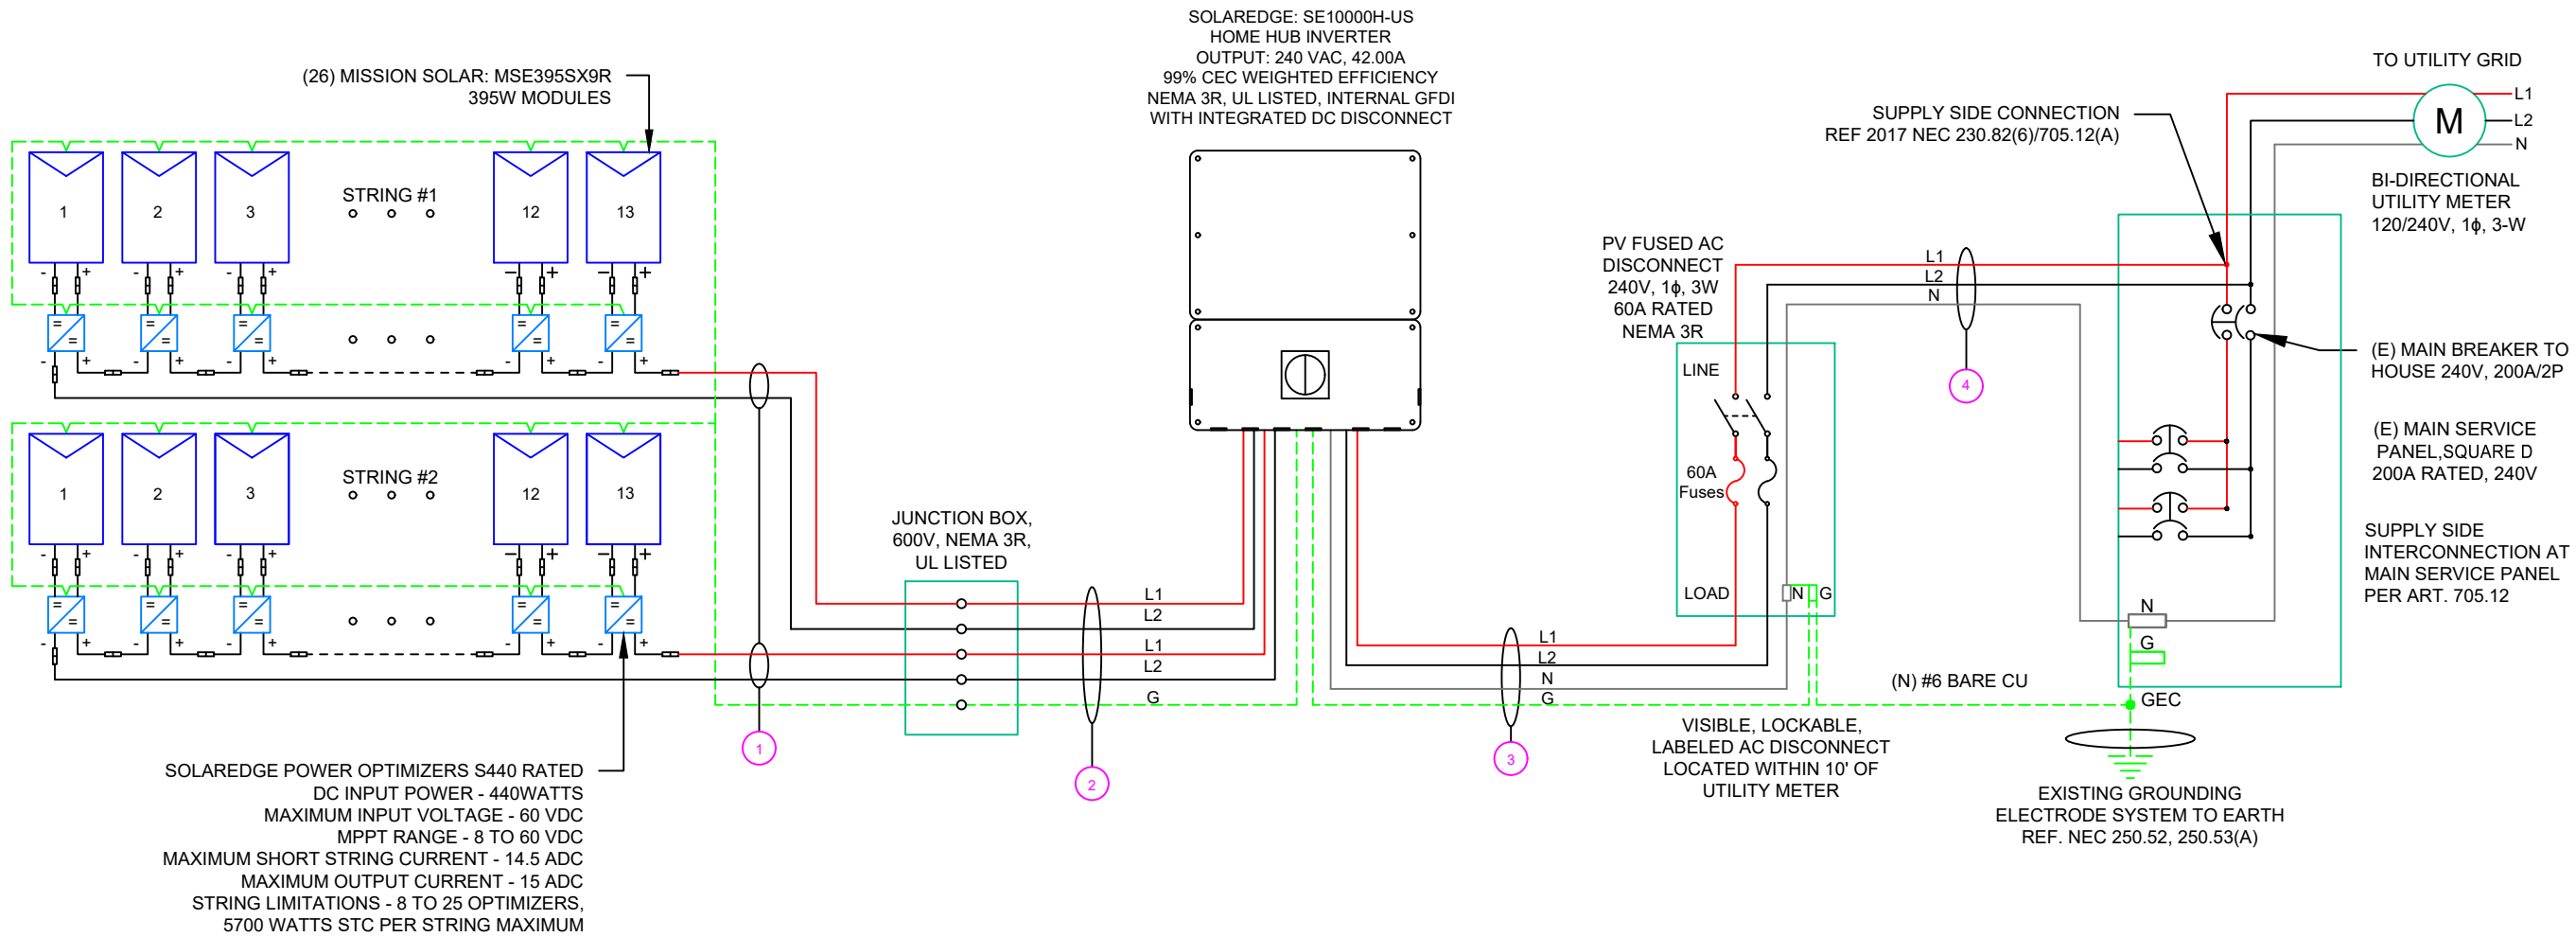 SOLAREDGE: SE10000H-US
HOME HUB INVERTER
OUTPUT: 240 VAC, 42.00A
99% CEC WEIGHTED EFFICIENCY
NEMA 3R, UL LISTED, INTERNAL GFDI
WITH INTEGRATED DC DISCONNECT
(26) MISSION SOLAR: MSE395SX9R
395W MODULES
STRING #1
1
2
3
12
13
- + - + - + - + - +
= = = = =
= = = = =
- + - + - + - + - +
STRING #2
1
2
3
12
13
- + - + - + - + - +
= = = = =
= = = = =
- + - + - + - + - +
SOLAREDGE POWER OPTIMIZERS S440 RATED
DC INPUT POWER - 440WATTS
MAXIMUM INPUT VOLTAGE - 60 VDC
MPPT RANGE - 8 TO 60 VDC
MAXIMUM SHORT STRING CURRENT - 14.5 ADC
MAXIMUM OUTPUT CURRENT - 15 ADC
STRING LIMITATIONS - 8 TO 25 OPTIMIZERS,
5700 WATTS STC PER STRING MAXIMUM
1
JUNCTION BOX,
600V, NEMA 3R,
UL LISTED
L1
L2
L1
L2
G
2
L1
L2
N
G
3
PV FUSED AC
DISCONNECT
240V, 1ϕ, 3W
60A RATED
NEMA 3R
LINE
60A
Fuses
LOAD
N
G
VISIBLE, LOCKABLE,
LABELED AC DISCONNECT
LOCATED WITHIN 10' OF
UTILITY METER
L1
L2
N
4
SUPPLY SIDE CONNECTION
REF 2017 NEC 230.82(6)/705.12(A)
TO UTILITY GRID
M
L1
L2
N
BI-DIRECTIONAL
UTILITY METER
120/240V, 1ϕ, 3-W
(E) MAIN BREAKER TO
HOUSE 240V, 200A/2P
(E) MAIN SERVICE
PANEL,SQUARE D
200A RATED, 240V
SUPPLY SIDE
INTERCONNECTION AT
MAIN SERVICE PANEL
PER ART. 705.12
N
G
(N) #6 BARE CU
GEC
EXISTING GROUNDING
ELECTRODE SYSTEM TO EARTH
REF. NEC 250.52, 250.53(A)